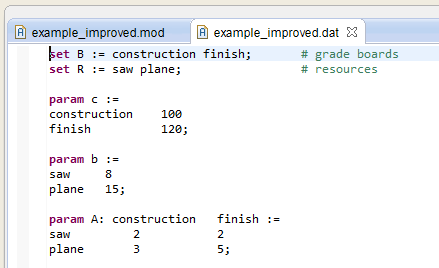 example_improved.mod example_improved.dat
set B := construction finish; # grade boards
set R := saw plane; # resources
param c :=
construction 100
finish 120;
param b :=
saw 8
plane 15;
param A: construction finish :=
saw 2 2
plane 3 5;